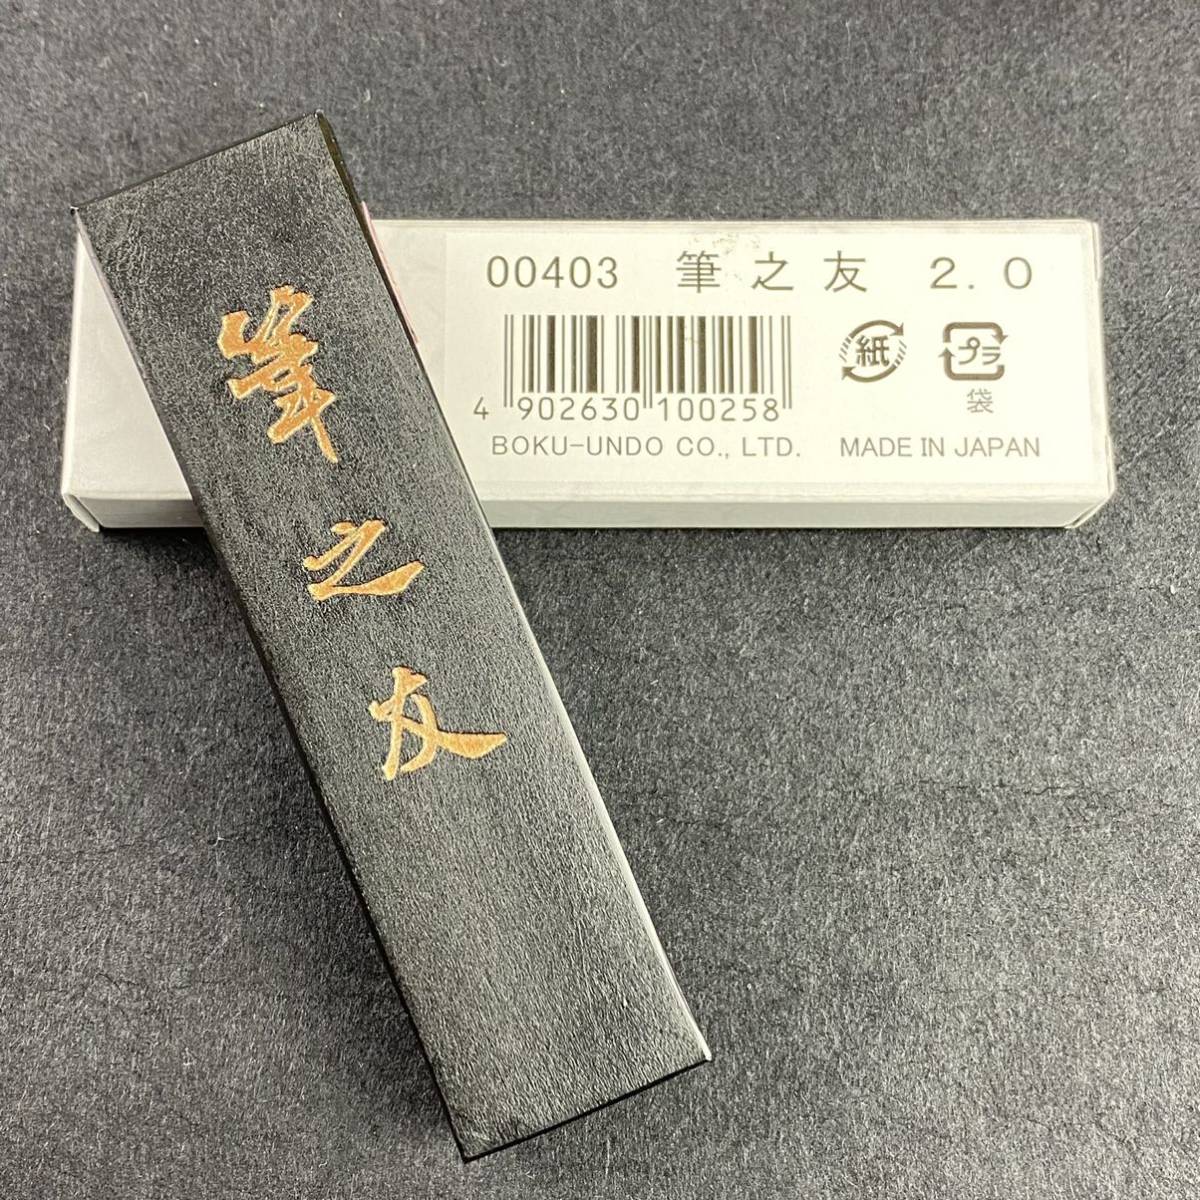 筆之友
00403 筆之友 2.0
紙
プラ
袋
4 902630 100258
BOKU-UNDO CO., LTD. MADE IN JAPAN